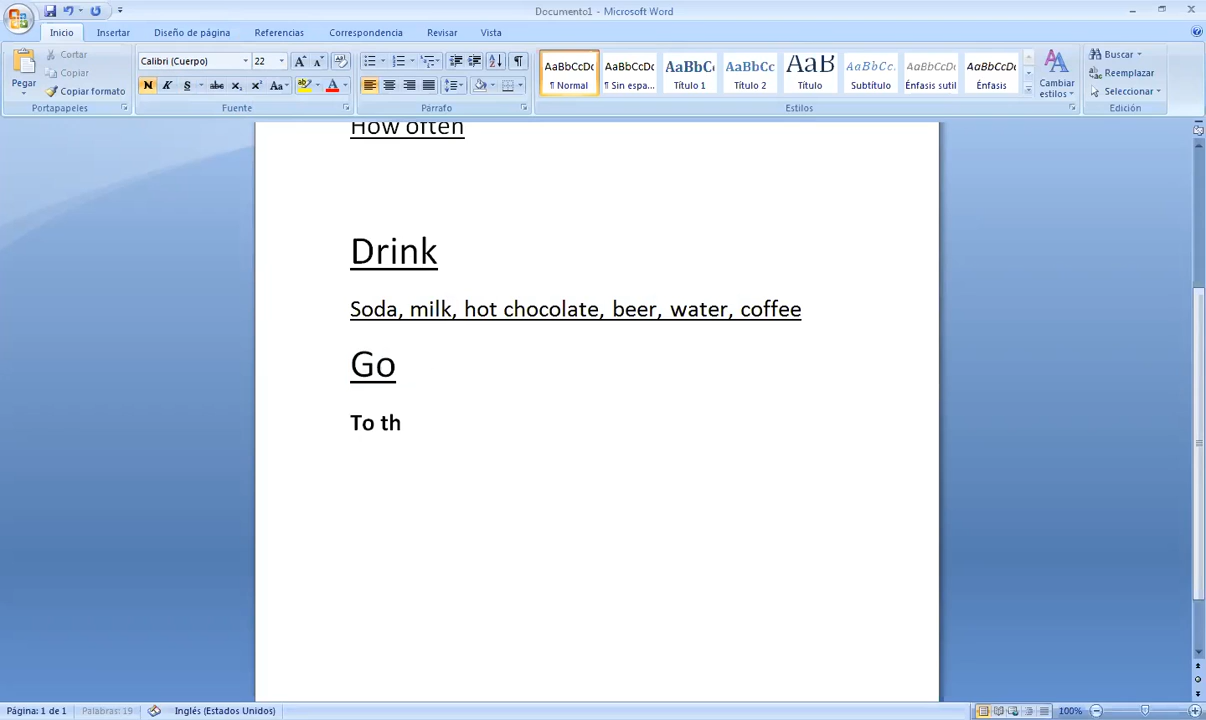 Documento1 - Microsoft Word
Inicio Insertar Diseño de página Referencias Correspondencia Revisar Vista
Pegar
Cortar
Copiar
Copiar formato
Portapapeles
Calibri (Cuerpo) 22
Fuente
Párrafo
AaBbCcDc AaBbCcDc AaBbC AaBbCc AaB AaBbCc. AaBbCcDc AaBbCcDc
¶ Normal ¶ Sin espa... Título 1 Título 2 Título Subtítulo Énfasis sutil Énfasis
Cambiar estilos
Estilos
Buscar
Reemplazar
Seleccionar
Edición
How often
Drink
Soda, milk, hot chocolate, beer, water, coffee
Go
To th
Página: 1 de 1 Palabras: 19 Inglés (Estados Unidos) 100%